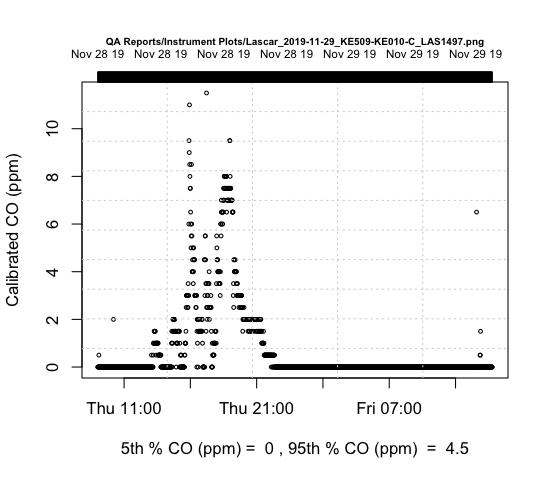 QA Reports/Instrument Plots/Lascar_2019-11-29_KE509-KE010-C_LAS1497.png
Nov 28 19 Nov 28 19 Nov 28 19 Nov 28 19 Nov 29 19 Nov 29 19 Nov 29 19
Calibrated CO (ppm)
10
8
6
4
2
0
Thu 11:00 Thu 21:00 Fri 07:00
5th % CO (ppm) = 0 , 95th % CO (ppm) = 4.5